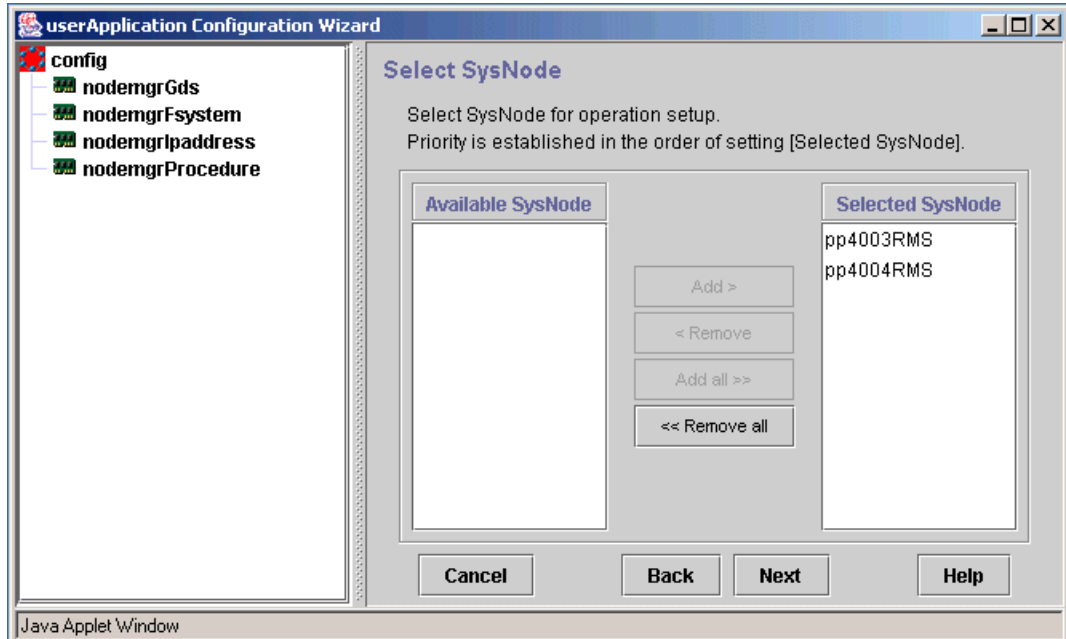 userApplication Configuration Wizard
config
nodemgrGds
nodemgrFsystem
nodemgrIpaddress
nodemgrProcedure
Select SysNode
Select SysNode for operation setup.
Priority is established in the order of setting [Selected SysNode].
Available SysNode
Selected SysNode
pp4003RMS
pp4004RMS
Add >
< Remove
Add all >>
<< Remove all
Cancel
Back
Next
Help
Java Applet Window